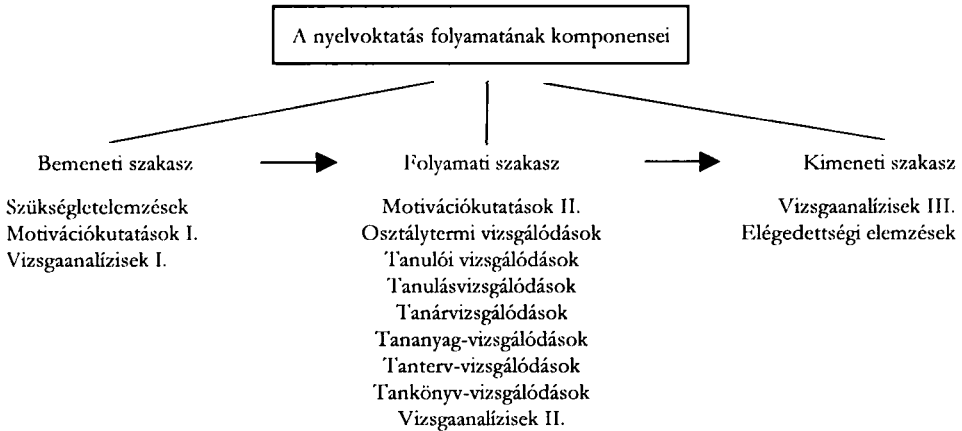 A nyelvoktatás folyamatának komponensei
Bemeneti szakasz
Szükségletelemzések
Motivációkutatások I.
Vizsgaanalízisek I.
Folyamati szakasz
Motivációkutatások II.
Osztálytermi vizsgálódások
Tanulói vizsgálódások
Tanulásvizsgálódások
Tanárvizsgálódások
Tananyag-vizsgálódások
Tanterv-vizsgálódások
Tankönyv-vizsgálódások
Vizsgaanalízisek II.
Kimeneti szakasz
Vizsgaanalízisek III.
Elégedettségi elemzések